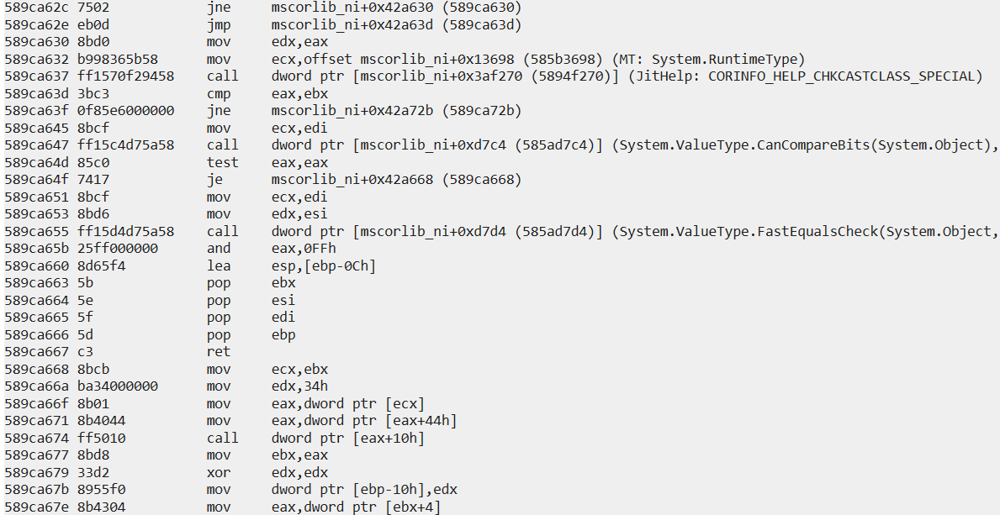 589ca62c 7502 jne mscorlib_ni+0x42a630 (589ca630)
589ca62e eb0d jmp mscorlib_ni+0x42a63d (589ca63d)
589ca630 8bd0 mov edx,eax
589ca632 b998365b58 mov ecx,offset mscorlib_ni+0x13698 (585b3698) (MT: System.RuntimeType)
589ca637 ff1570f29458 call dword ptr [mscorlib_ni+0x3af270 (5894f270)] (JitHelp: CORINFO_HELP_CHKCASTCLASS_SPECIAL)
589ca63d 3bc3 cmp eax,ebx
589ca63f 0f85e6000000 jne mscorlib_ni+0x42a72b (589ca72b)
589ca645 8bcf mov ecx,edi
589ca647 ff15c4d75a58 call dword ptr [mscorlib_ni+0xd7c4 (585ad7c4)] (System.ValueType.CanCompareBits(System.Object),
589ca64d 85c0 test eax,eax
589ca64f 7417 je mscorlib_ni+0x42a668 (589ca668)
589ca651 8bcf mov ecx,edi
589ca653 8bd6 mov edx,esi
589ca655 ff15d4d75a58 call dword ptr [mscorlib_ni+0xd7d4 (585ad7d4)] (System.ValueType.FastEqualsCheck(System.Object,
589ca65b 25ff000000 and eax,0FFh
589ca660 8d65f4 lea esp,[ebp-0Ch]
589ca663 5b pop ebx
589ca664 5e pop esi
589ca665 5f pop edi
589ca666 5d pop ebp
589ca667 c3 ret
589ca668 8bcb mov ecx,ebx
589ca66a ba34000000 mov edx,34h
589ca66f 8b01 mov eax,dword ptr [ecx]
589ca671 8b4044 mov eax,dword ptr [eax+44h]
589ca674 ff5010 call dword ptr [eax+10h]
589ca677 8bd8 mov ebx,eax
589ca679 33d2 xor edx,edx
589ca67b 8955f0 mov dword ptr [ebp-10h],edx
589ca67e 8b4304 mov eax,dword ptr [ebx+4]